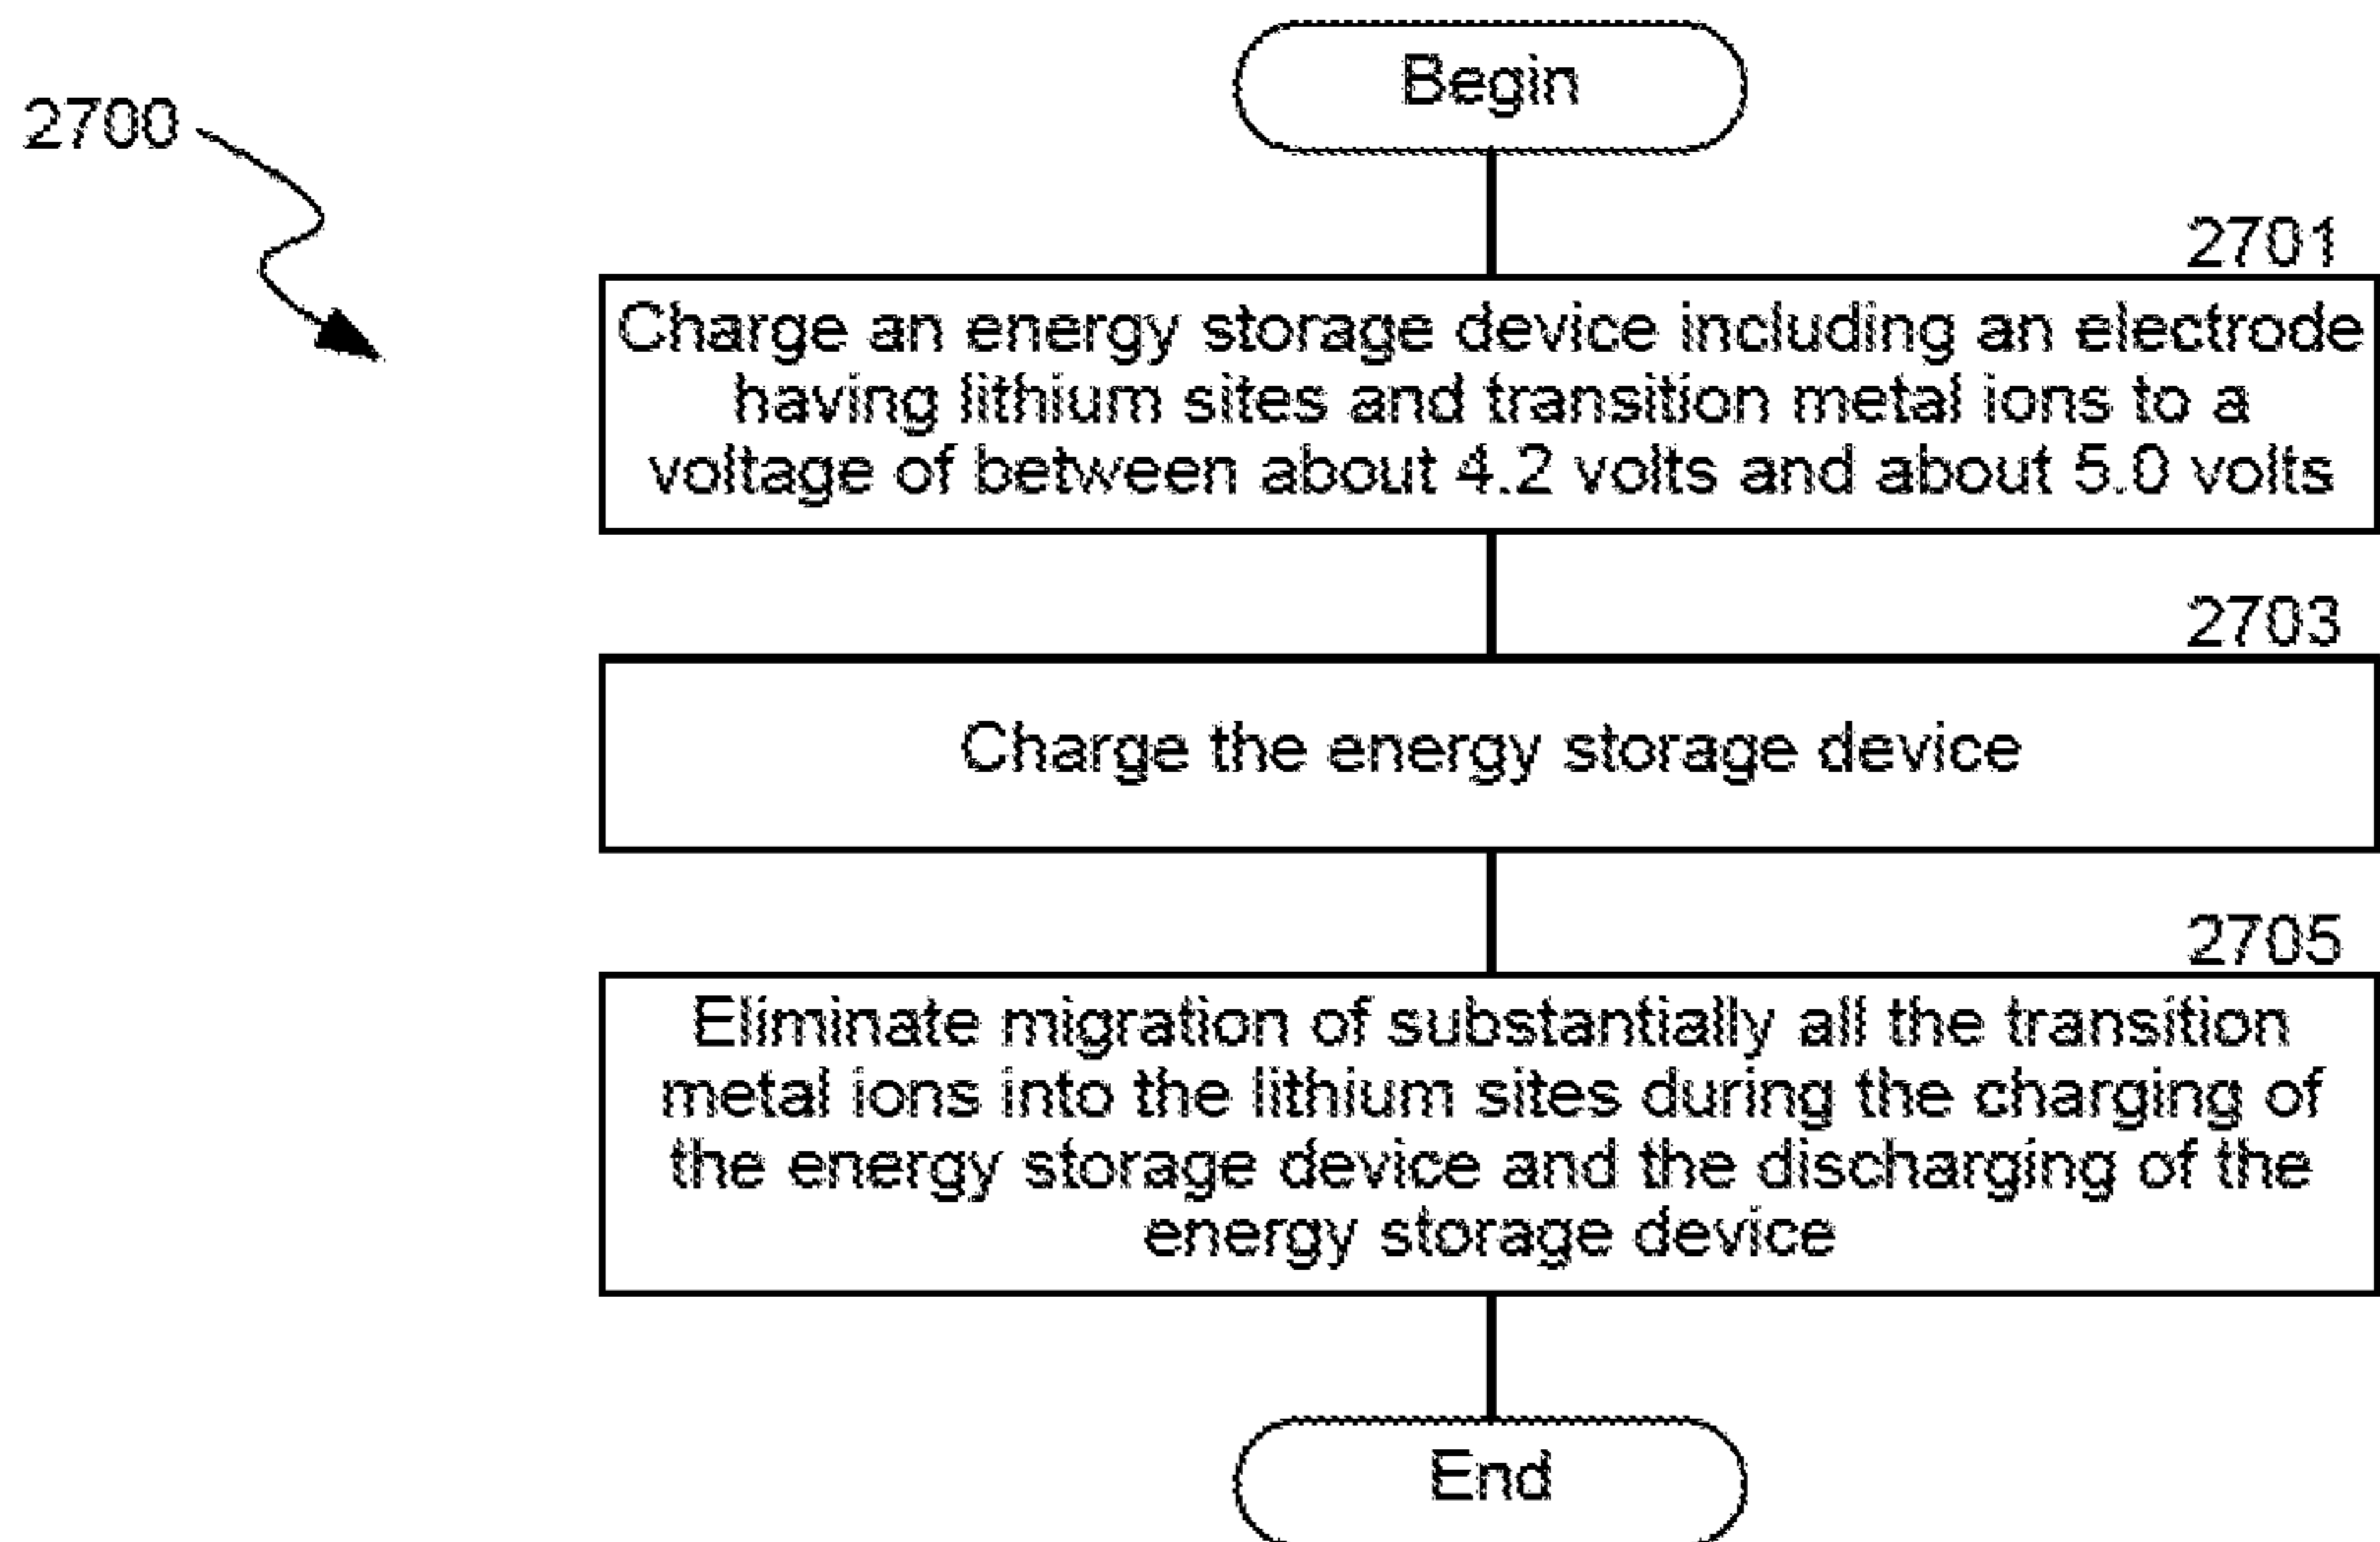 Begin
2700
2701
Charge an energy storage device including an electrode
having lithium sites and transition metal ions to a
voltage of between about 4.2 volts and about 5.0 volts
2703
Charge the energy storage device
2705
Eliminate migration of substantially all the transition
metal ions into the lithium sites during the charging of
the energy storage device and the discharging of the
energy storage device
End